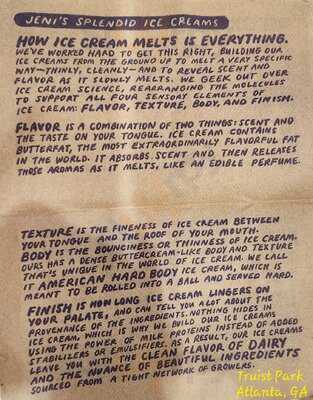 JENI'S SPLENDID ICE CREAMS
HOW ICE CREAM MELTS IS EVERYTHING.
WE'VE WORKED HARD TO GET THIS RIGHT, BUILDING OUR
ICE CREAMS FROM THE GROUND UP TO MELT A VERY SPECIFIC
WAY—THINLY, CLEANLY—AND TO REVEAL SCENT AND
FLAVOR AS IT SLOWLY MELTS. WE GEEK OUT OVER
ICE CREAM SCIENCE, REARRANGING THE MOLECULES
TO SUPPORT ALL FOUR SENSORY ELEMENTS OF
ICE CREAM: FLAVOR, TEXTURE, BODY, AND FINISH.
FLAVOR IS A COMBINATION OF TWO THINGS: SCENT AND
THE TASTE ON YOUR TONGUE. ICE CREAM CONTAINS
BUTTERFAT, THE MOST EXTRAORDINARILY FLAVORFUL FAT
IN THE WORLD. IT ABSORBS SCENT AND THEN RELEASES
THOSE AROMAS AS IT MELTS, LIKE AN EDIBLE PERFUME.
TEXTURE IS THE FINENESS OF ICE CREAM BETWEEN
YOUR TONGUE AND THE ROOF OF YOUR MOUTH.
BODY IS THE BOUNCINESS OR THINNESS OF ICE CREAM.
OURS HAS A DENSE BUTTERCREAM-LIKE BODY AND TEXTURE
THAT'S UNIQUE IN THE WORLD OF ICE CREAM. WE CALL
IT AMERICAN HARD BODY ICE CREAM, WHICH IS
MEANT TO BE ROLLED INTO A BALL AND SERVED HARD.
FINISH IS HOW LONG ICE CREAM LINGERS ON
YOUR PALATE, AND CAN TELL YOU A LOT ABOUT THE
PROVENANCE OF THE INGREDIENTS. NOTHING HIDES IN
ICE CREAM, WHICH IS WHY WE BUILD OUR ICE CREAMS
USING THE POWER OF MILK PROTEINS INSTEAD OF ADDED
STABILIZERS OR EMULSIFIERS. AS A RESULT, OUR ICE CREAMS
LEAVE YOU WITH THE CLEAN FLAVOR OF DAIRY
AND THE NUANCE OF BEAUTIFUL INGREDIENTS
SOURCED FROM A TIGHT NETWORK OF GROWERS.
Truist Park
Atlanta, GA